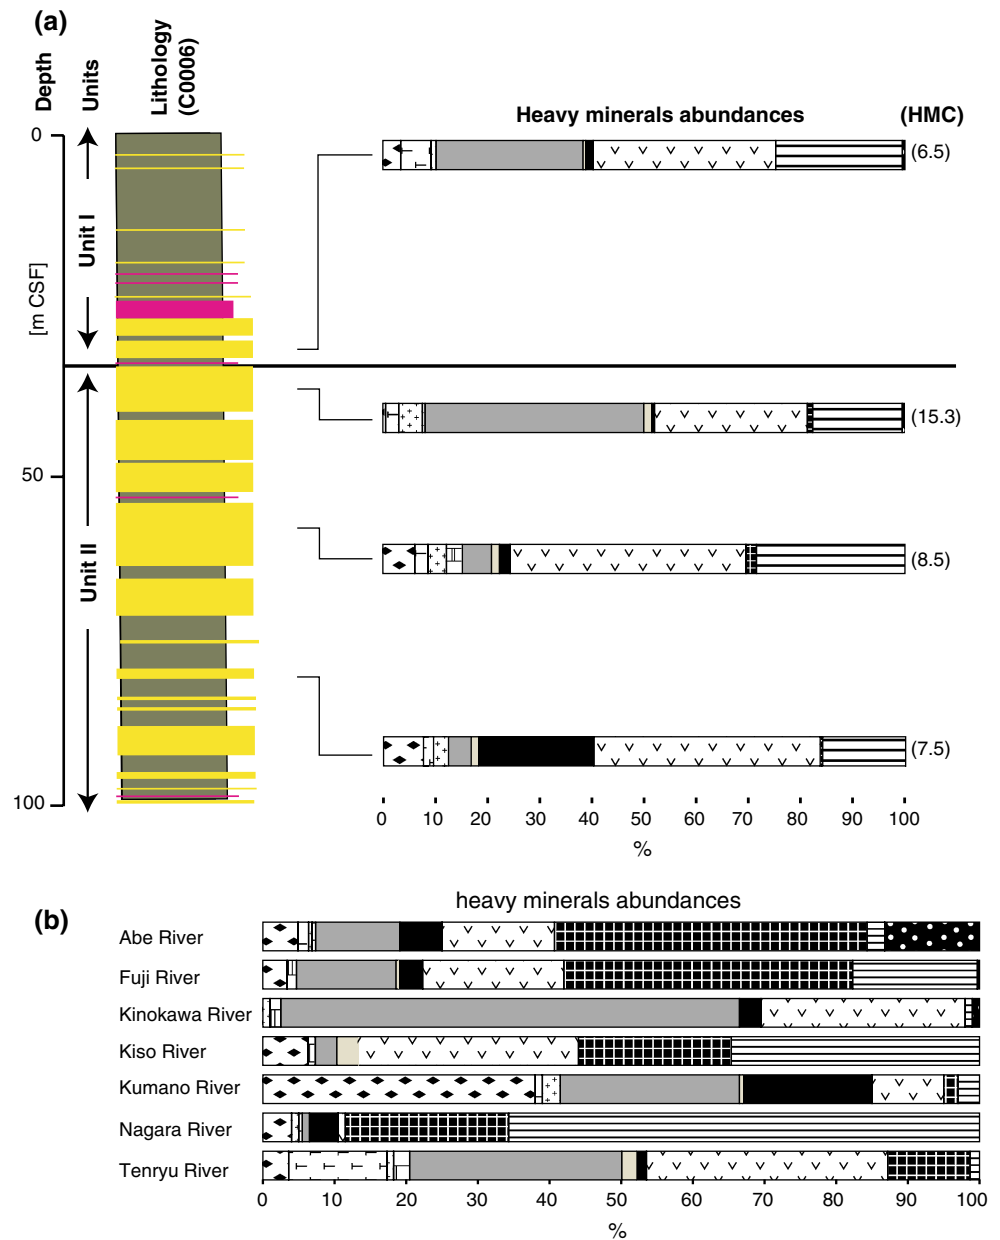 (a)
Depth
Units
Lithology
(C0006)
Heavy minerals abundances
(HMC)
0
50
100
[m CSF]
Unit I
Unit II
(6.5)
(15.3)
(8.5)
(7.5)
0 10 20 30 40 50 60 70 80 90 100
%
(b)
heavy minerals abundances
Abe River
Fuji River
Kinokawa River
Kiso River
Kumano River
Nagara River
Tenryu River
0 10 20 30 40 50 60 70 80 90 100
%